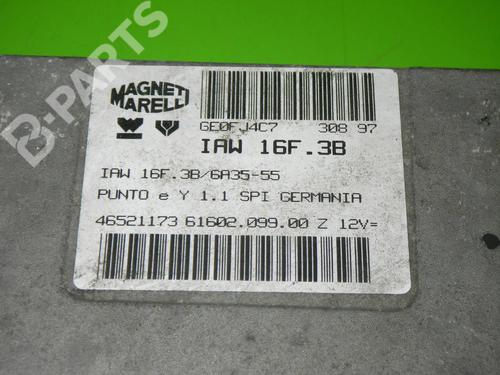 B-PARTS
MAGNETI
MARELLI
GE0FJ4C7 308 97
IAW 16F.3B
IAW 16F.3B/6A35-55
PUNTO e Y 1.1 SPI GERMANIA
46521173 61602.099.00 Z 12V=